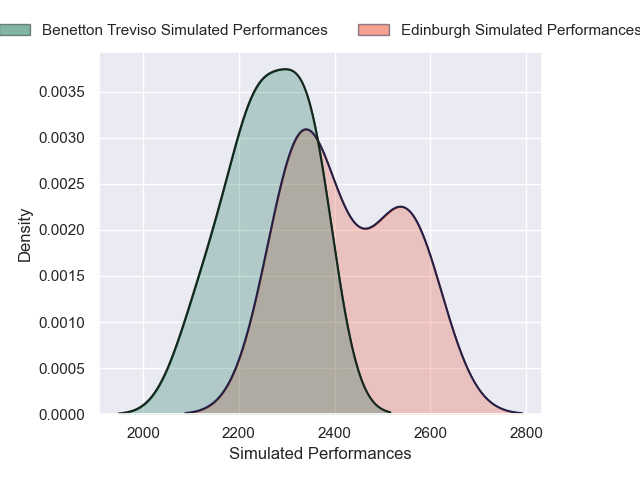 Benetton Treviso Simulated Performances Edinburgh Simulated Performances
0.0035
0.0030
0.0025
0.0020
0.0015
0.0010
0.0005
0.0000
Density
2000 2200 2400 2600 2800
Simulated Performances